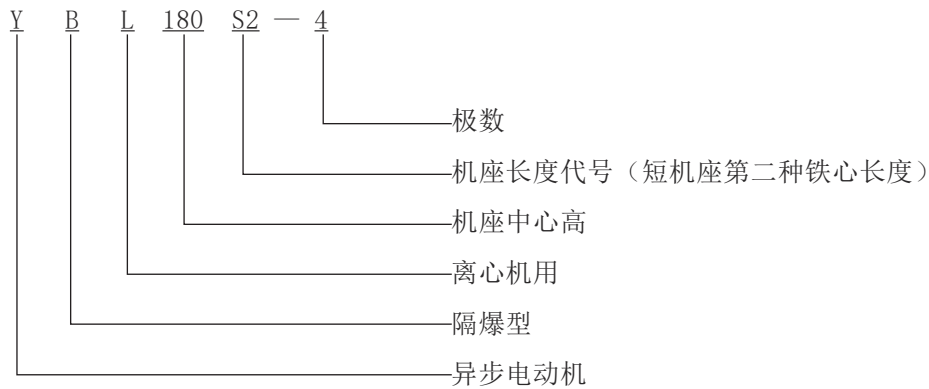 Y B L 180 S2 — 4
极数
机座长度代号（短机座第二种铁心长度）
机座中心高
离心机用
隔爆型
异步电动机